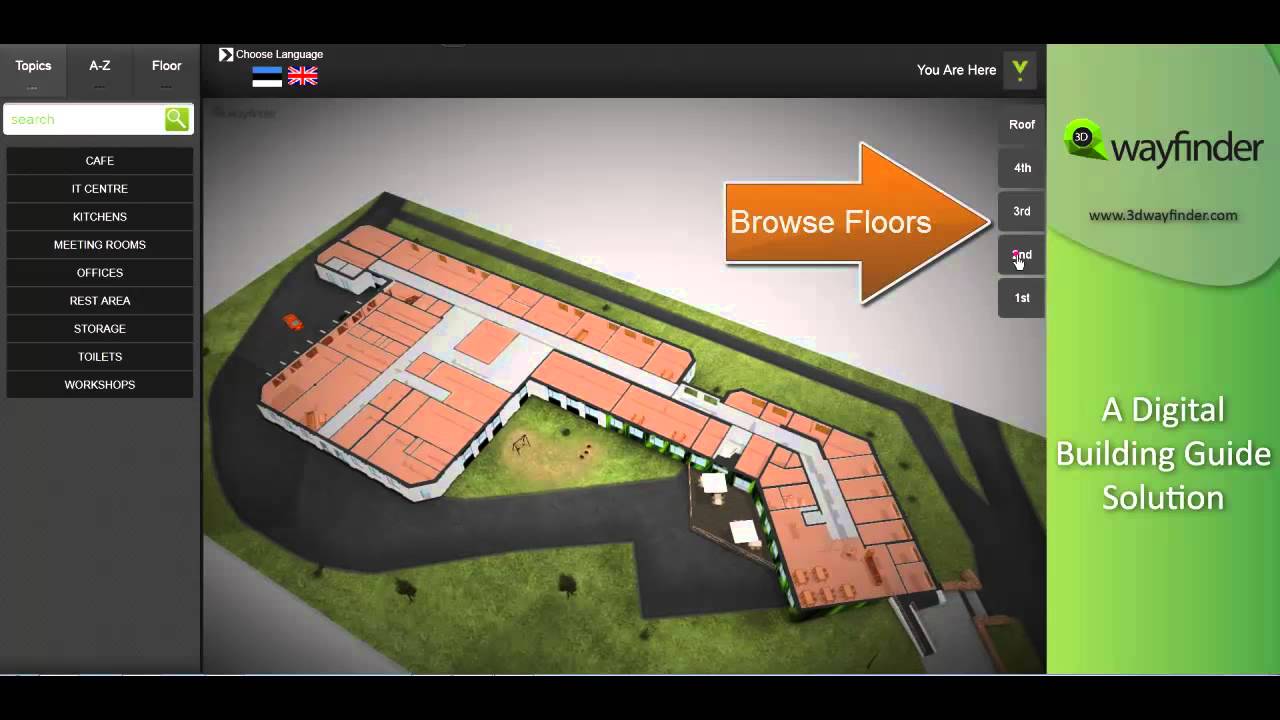 Topics
A-Z
Floor
---
---
---
search
CAFE
IT CENTRE
KITCHENS
MEETING ROOMS
OFFICES
REST AREA
STORAGE
TOILETS
WORKSHOPS
Choose Language
You Are Here
wayfinder
Roof
4th
3rd
2nd
1st
Browse Floors
3D
wayfinder
www.3dwayfinder.com
A Digital
Building Guide
Solution